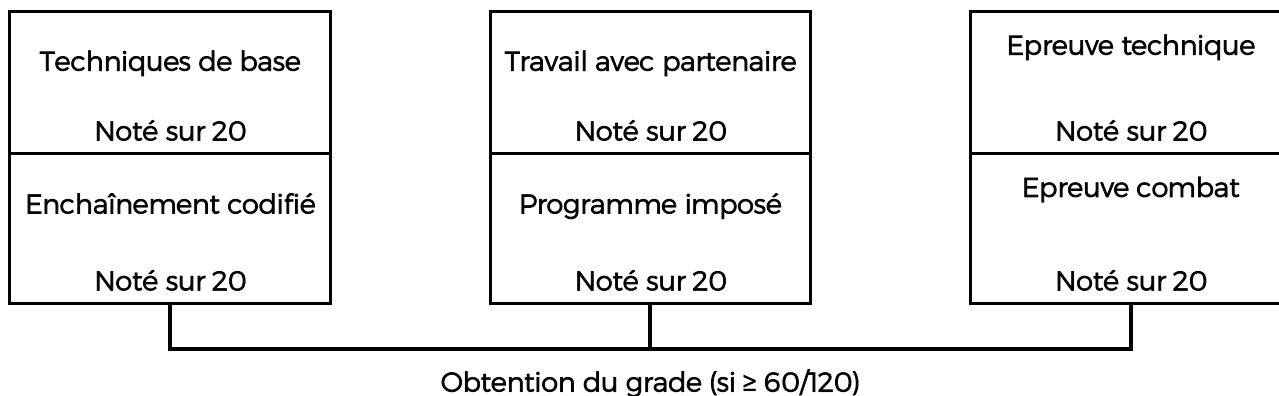 Techniques de base
Noté sur 20
Enchaînement codifié
Noté sur 20
Travail avec partenaire
Noté sur 20
Programme imposé
Noté sur 20
Epreuve technique
Noté sur 20
Epreuve combat
Noté sur 20
Obtention du grade (si ≥ 60/120)